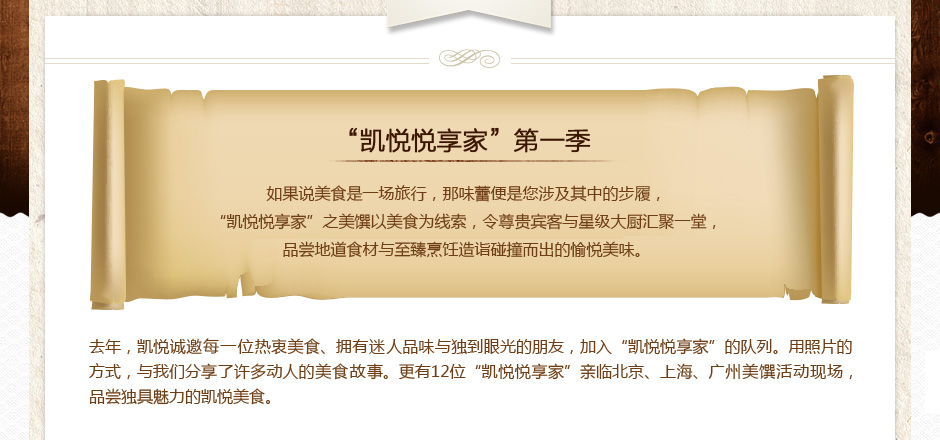 “凯悦悦享家”第一季
如果说美食是一场旅行，那味蕾便是您涉及其中的步履，
“凯悦悦享家”之美馔以美食为线索，令尊贵宾客与星级大厨汇聚一堂，
品尝地道食材与至臻烹饪造诣碰撞而出的愉悦美味。
去年，凯悦诚邀每一位热衷美食、拥有迷人品味与独到眼光的朋友，加入“凯悦悦享家”的队列。用照片的
方式，与我们分享了许多动人的美食故事。更有12位“凯悦悦享家”亲临北京、上海、广州美馔活动现场，
品尝独具魅力的凯悦美食。